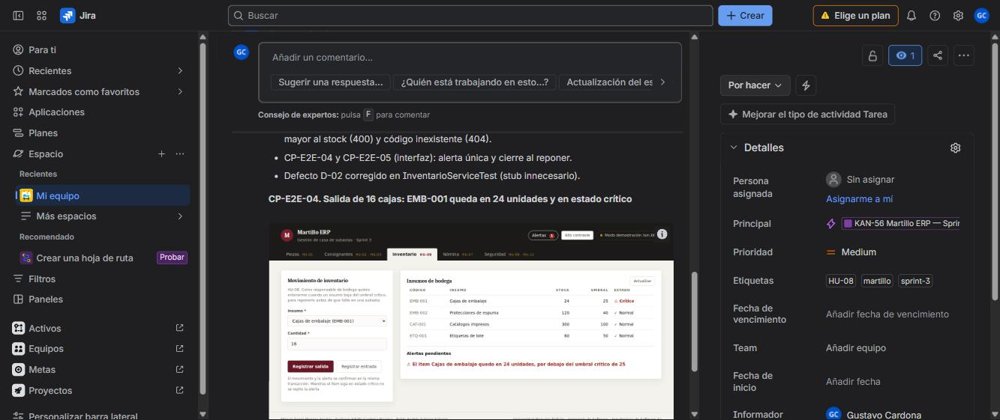 Jira
Buscar
+ Crear
Elige un plan
GC
Para ti
Recientes
Marcados como favoritos
Aplicaciones
Planes
Espacio
Recientes
Mi equipo
Más espacios
Recomendado
Crear una hoja de ruta
Probar
Filtros
Paneles
Activos
Equipos
Metas
Proyectos
Personalizar barra lateral
GC
Añadir un comentario...
Sugerir una respuesta...
¿Quién está trabajando en esto...?
Actualización del es
Consejo de expertos: pulsa F para comentar
mayor al stock (400) y código inexistente (404).
• CP-E2E-04 y CP-E2E-05 (interfaz): alerta única y cierre al reponer.
• Defecto D-02 corregido en InventarioServiceTest (stub innecesario).
CP-E2E-04. Salida de 16 cajas: EMB-001 queda en 24 unidades y en estado crítico
M
Martillo ERP
Gestión de casa de subastas · Sprint 3
Alertas 1
Alto contraste
Modo demostración (sin AI
Piezas HU-01
Consignantes HU-02 · HU-03
Inventario HU-08
Nómina HU-07
Seguridad
Movimiento de inventario
HU-08. Como responsable de bodega quiero
enterarme cuando un insumo baja del umbral crítico,
para reponerlo antes de que falte en una subasta.
Insumo *
Cajas de embalaje (EMB-001)
Cantidad *
16
Registrar salida
Registrar entrada
El movimiento y la alerta se confirman en la misma
transacción. Mientras el ítem siga en estado crítico no
se repite la alerta.
Insumos de bodega
Actualizar
CÓDIGO INSUMO STOCK UMBRAL ESTADO
EMB-001 Cajas de embalaje 24 25 ⚠ Crítico
EMB-002 Protecciones de espuma 120 40 ✓ Normal
CAT-001 Catálogos impresos 300 100 ✓ Normal
ETQ-001 Etiquetas de lote 60 50 ✓ Normal
Alertas pendientes
⚠ El item Cajas de embalaje quedo en 24 unidades, por debajo del umbral critico de 25
1
Por hacer
Mejorar el tipo de actividad Tarea
Detalles
Persona
asignada
Sin asignar
Asignarme a mí
Principal
KAN-56 Martillo ERP — Sprin
Prioridad
Medium
Etiquetas
HU-08
martillo
sprint-3
Fecha de
vencimiento
Añadir fecha de vencimiento
Team
Añadir equipo
Fecha de
inicio
Añadir fecha
Informador
GC
Gustavo Cardona